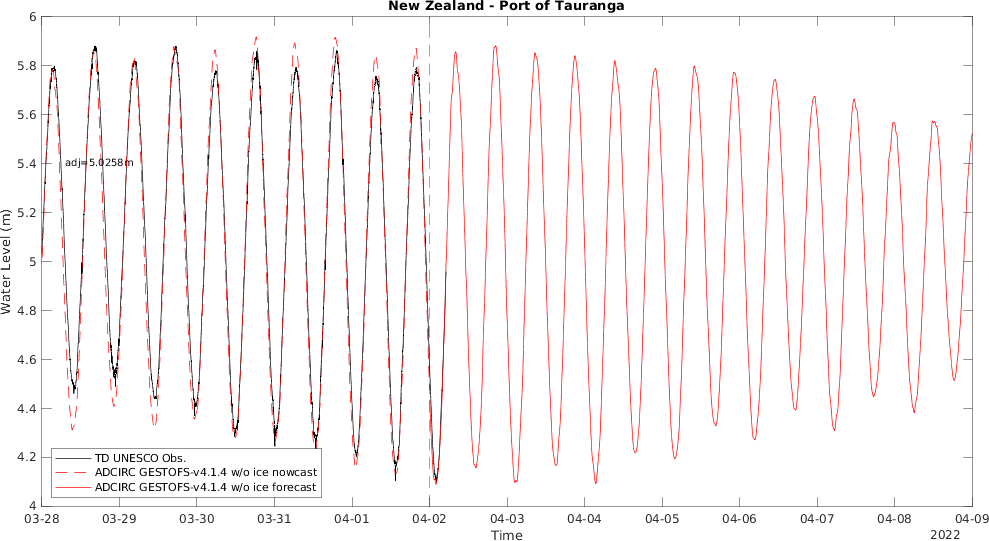 New Zealand - Port of Tauranga
Water Level (m)
6
5.8
5.6
5.4
5.2
5
4.8
4.6
4.4
4.2
4
adj=5.0258m
TD UNESCO Obs.
ADCIRC GESTOFS-v4.1.4 w/o ice nowcast
ADCIRC GESTOFS-v4.1.4 w/o ice forecast
03-28 03-29 03-30 03-31 04-01 04-02 04-03 04-04 04-05 04-06 04-07 04-08 04-09
Time
2022